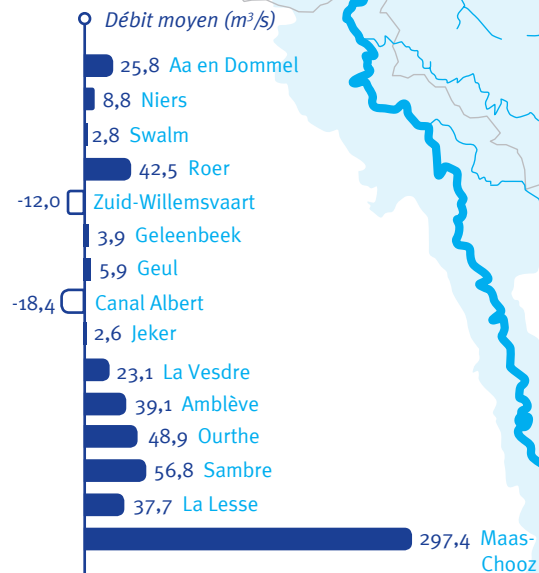 Débit moyen (m³/s)
25,8 Aa en Dommel
8,8 Niers
2,8 Swalm
42,5 Roer
-12,0 Zuid-Willemsvaart
3,9 Geleenbeek
5,9 Geul
-18,4 Canal Albert
2,6 Jeker
23,1 La Vesdre
39,1 Amblève
48,9 Ourthe
56,8 Sambre
37,7 La Lesse
297,4 Maas-
Chooz